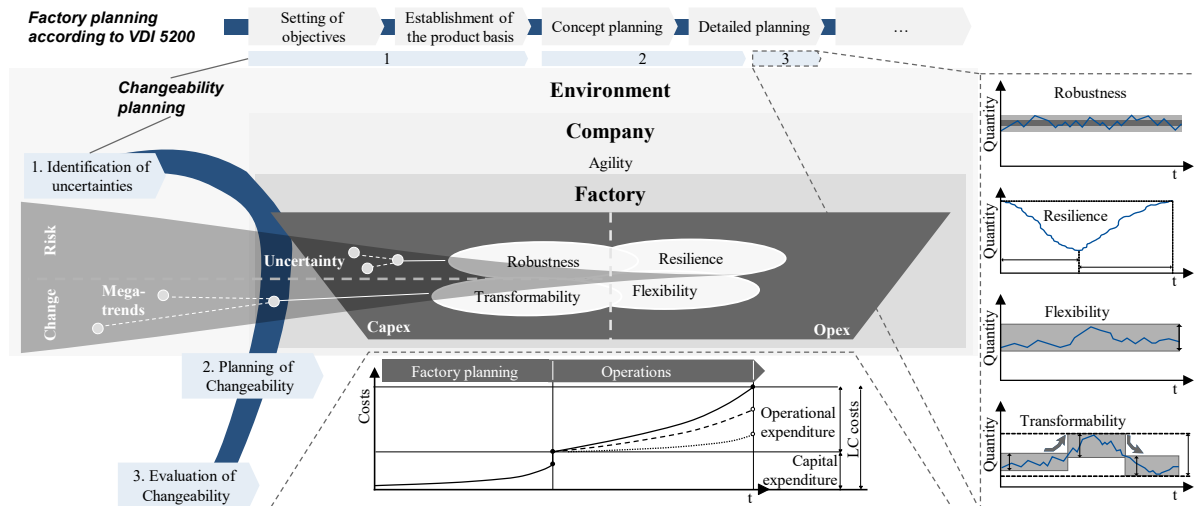 Factory planning
according to VDI 5200
Setting of
objectives
Establishment of
the product basis
Concept planning
Detailed planning
…
1
2
3
Changeability
planning
Environment
Company
Agility
Factory
1. Identification of
uncertainties
Risk
Change
Uncertainty
Mega-
trends
Robustness
Resilience
Transformability
Flexibility
Capex
Opex
2. Planning of
Changeability
3. Evaluation of
Changeability
Factory planning
Operations
Costs
Operational
expenditure
Capital
expenditure
LC costs
t
Robustness
Quantity
t
Resilience
Quantity
t
Flexibility
Quantity
t
Transformability
Quantity
t